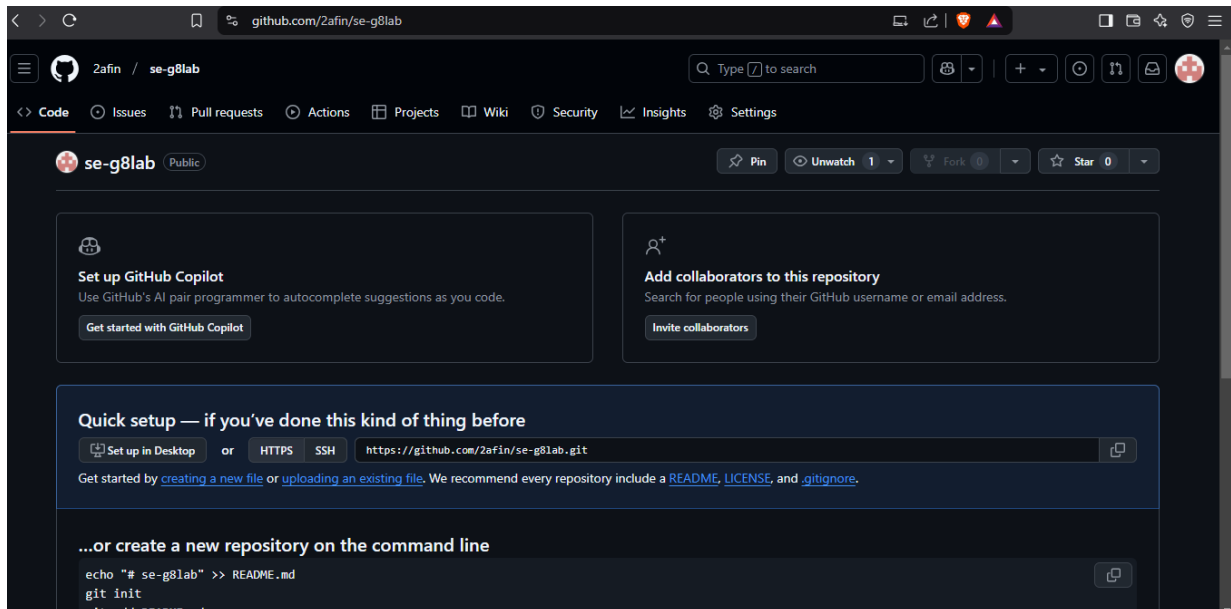 github.com/2afin/se-g8lab
2afin / se-g8lab
Type / to search
Code Issues Pull requests Actions Projects Wiki Security Insights Settings
se-g8lab Public
Pin Unwatch 1 Fork 0 Star 0
Set up GitHub Copilot
Use GitHub's AI pair programmer to autocomplete suggestions as you code.
Get started with GitHub Copilot
Add collaborators to this repository
Search for people using their GitHub username or email address.
Invite collaborators
Quick setup — if you've done this kind of thing before
Set up in Desktop or HTTPS SSH https://github.com/2afin/se-g8lab.git
Get started by creating a new file or uploading an existing file. We recommend every repository include a README, LICENSE, and .gitignore.
...or create a new repository on the command line
echo "# se-g8lab" >> README.md
git init